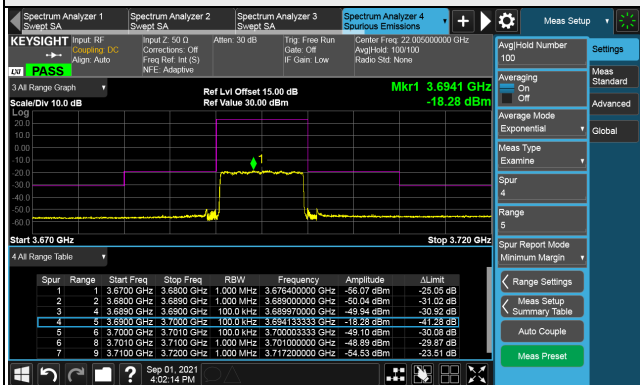 Spectrum Analyzer 1
Swept SA
Spectrum Analyzer 2
Swept SA
Spectrum Analyzer 3
Swept SA
Spectrum Analyzer 4
Spurious Emissions
Meas Setup
KEYSIGHT
Input: RF
Coupling: DC
Align: Auto
Input Z: 50 Ω
Corrections: Off
Freq Ref: Int (S)
NFE: Adaptive
Atten: 30 dB
Trig: Free Run
Gate: Off
IF Gain: Low
Center Freq: 22.005000000 GHz
Avg|Hold: 100/100
Radio Std: None
LXI
PASS
3 All Range Graph
Scale/Div 10.0 dB
Ref Lvl Offset 15.00 dB
Ref Value 30.00 dBm
Mkr1 3.6941 GHz
-18.28 dBm
Log
20.0
10.0
0.00
-10.0
-20.0
-30.0
-40.0
-50.0
-60.0
1
Start 3.670 GHz
Stop 3.720 GHz
4 All Range Table
Spur Range Start Freq Stop Freq RBW Frequency Amplitude ΔLimit
1 1 3.6700 GHz 3.6800 GHz 1.000 MHz 3.676400000 GHz -56.07 dBm -25.05 dB
2 2 3.6800 GHz 3.6890 GHz 1.000 MHz 3.689000000 GHz -50.04 dBm -31.02 dB
3 4 3.6890 GHz 3.6900 GHz 100.0 kHz 3.689970000 GHz -49.94 dBm -30.92 dB
4 5 3.6900 GHz 3.7000 GHz 100.0 kHz 3.694133333 GHz -18.28 dBm -41.28 dB
5 6 3.7000 GHz 3.7010 GHz 100.0 kHz 3.700003333 GHz -49.10 dBm -30.08 dB
6 8 3.7010 GHz 3.7100 GHz 1.000 MHz 3.701000000 GHz -48.89 dBm -29.87 dB
7 9 3.7100 GHz 3.7200 GHz 1.000 MHz 3.717200000 GHz -54.53 dBm -23.51 dB
Avg|Hold Number
100
Averaging
On
Off
Average Mode
Exponential
Meas Type
Examine
Spur
4
Range
5
Spur Report Mode
Minimum Margin
Range Settings
Meas Setup
Summary Table
Auto Couple
Meas Preset
Settings
Meas
Standard
Advanced
Global
?
Sep 01, 2021
4:02:14 PM